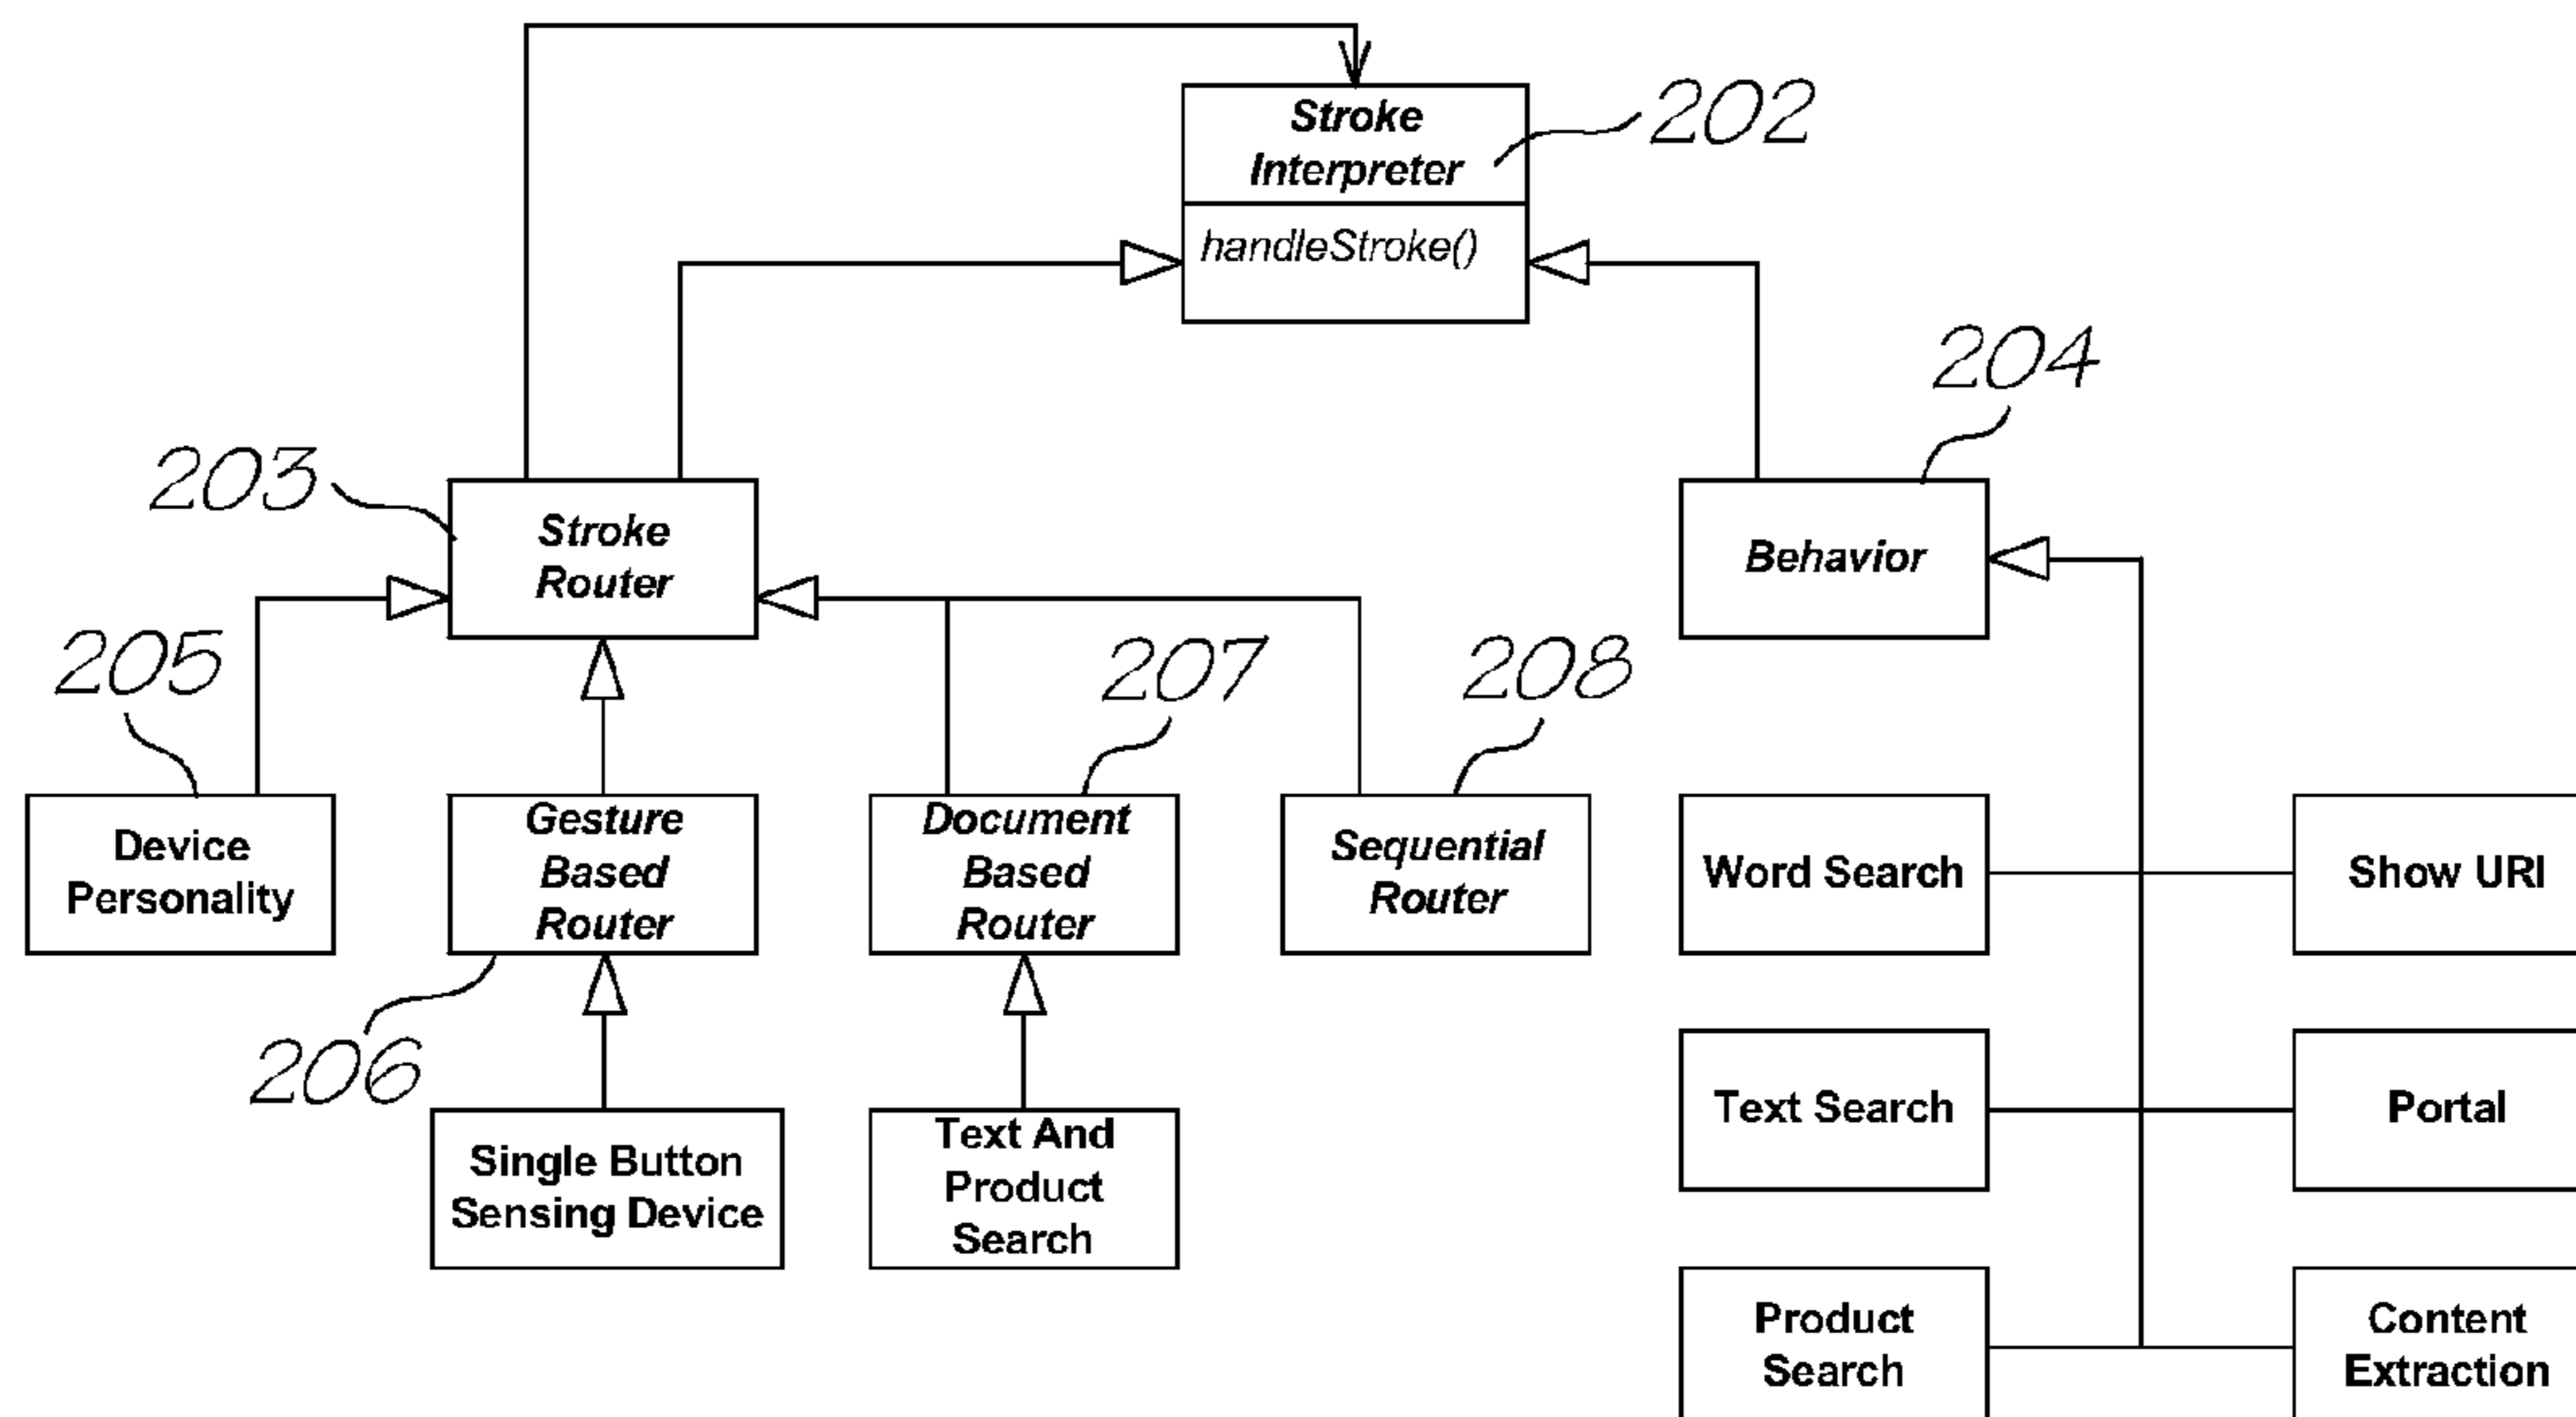 Stroke
Interpreter
202
handleStroke()
204
203
Stroke
Router
Behavior
205
207
208
Device
Personality
Gesture
Based
Router
Document
Based
Router
Sequential
Router
Word Search
Show URI
206
Single Button
Sensing Device
Text And
Product
Search
Text Search
Portal
Product
Search
Content
Extraction